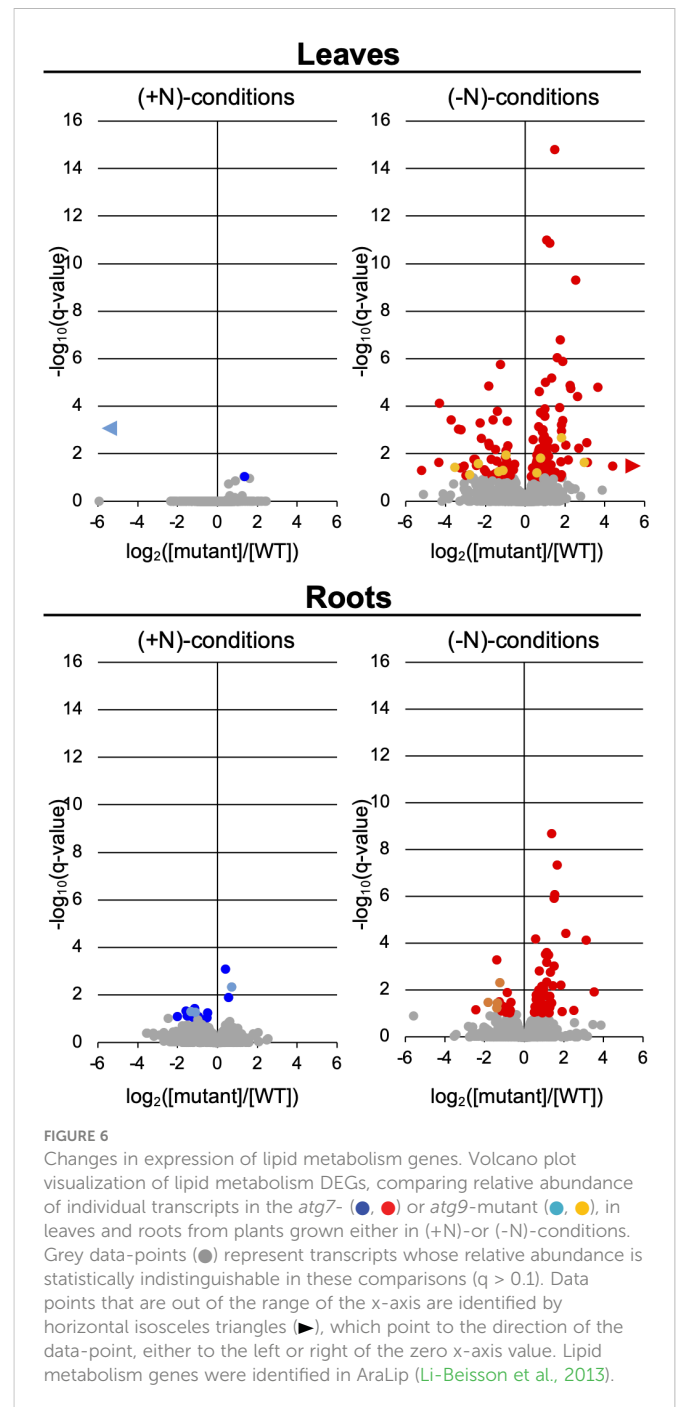 Leaves
(+N)-conditions
(-N)-conditions
16
14
12
10
8
6
4
2
0
-log10(q-value)
-6 -4 -2 0 2 4 6
log2([mutant]/[WT])
16
14
12
10
8
6
4
2
0
-log10(q-value)
-6 -4 -2 0 2 4 6
log2([mutant]/[WT])
Roots
(+N)-conditions
(-N)-conditions
16
14
12
10
8
6
4
2
0
-log10(q-value)
-6 -4 -2 0 2 4 6
log2([mutant]/[WT])
16
14
12
10
8
6
4
2
0
-log10(q-value)
-6 -4 -2 0 2 4 6
log2([mutant]/[WT])
FIGURE 6
Changes in expression of lipid metabolism genes. Volcano plot
visualization of lipid metabolism DEGs, comparing relative abundance
of individual transcripts in the atg7- (●, ●) or atg9-mutant (●, ●), in
leaves and roots from plants grown either in (+N)-or (-N)-conditions.
Grey data-points (●) represent transcripts whose relative abundance is
statistically indistinguishable in these comparisons (q > 0.1). Data
points that are out of the range of the x-axis are identified by
horizontal isosceles triangles (►), which point to the direction of the
data-point, either to the left or right of the zero x-axis value. Lipid
metabolism genes were identified in AraLip (Li-Beisson et al., 2013).